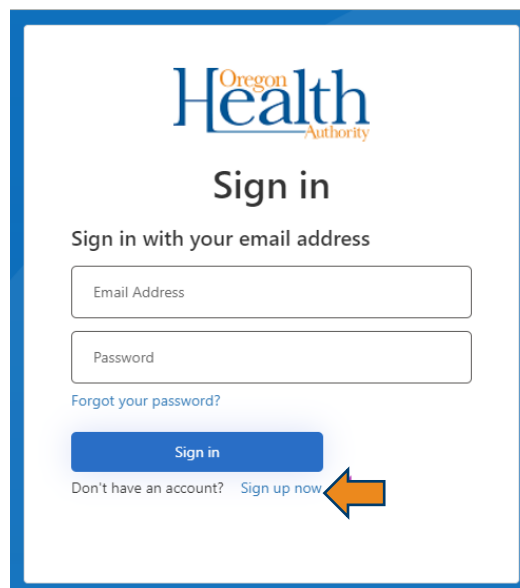 Oregon
Health
Authority
Sign in
Sign in with your email address
Email Address
Password
Forgot your password?
Sign in
Don't have an account? Sign up now